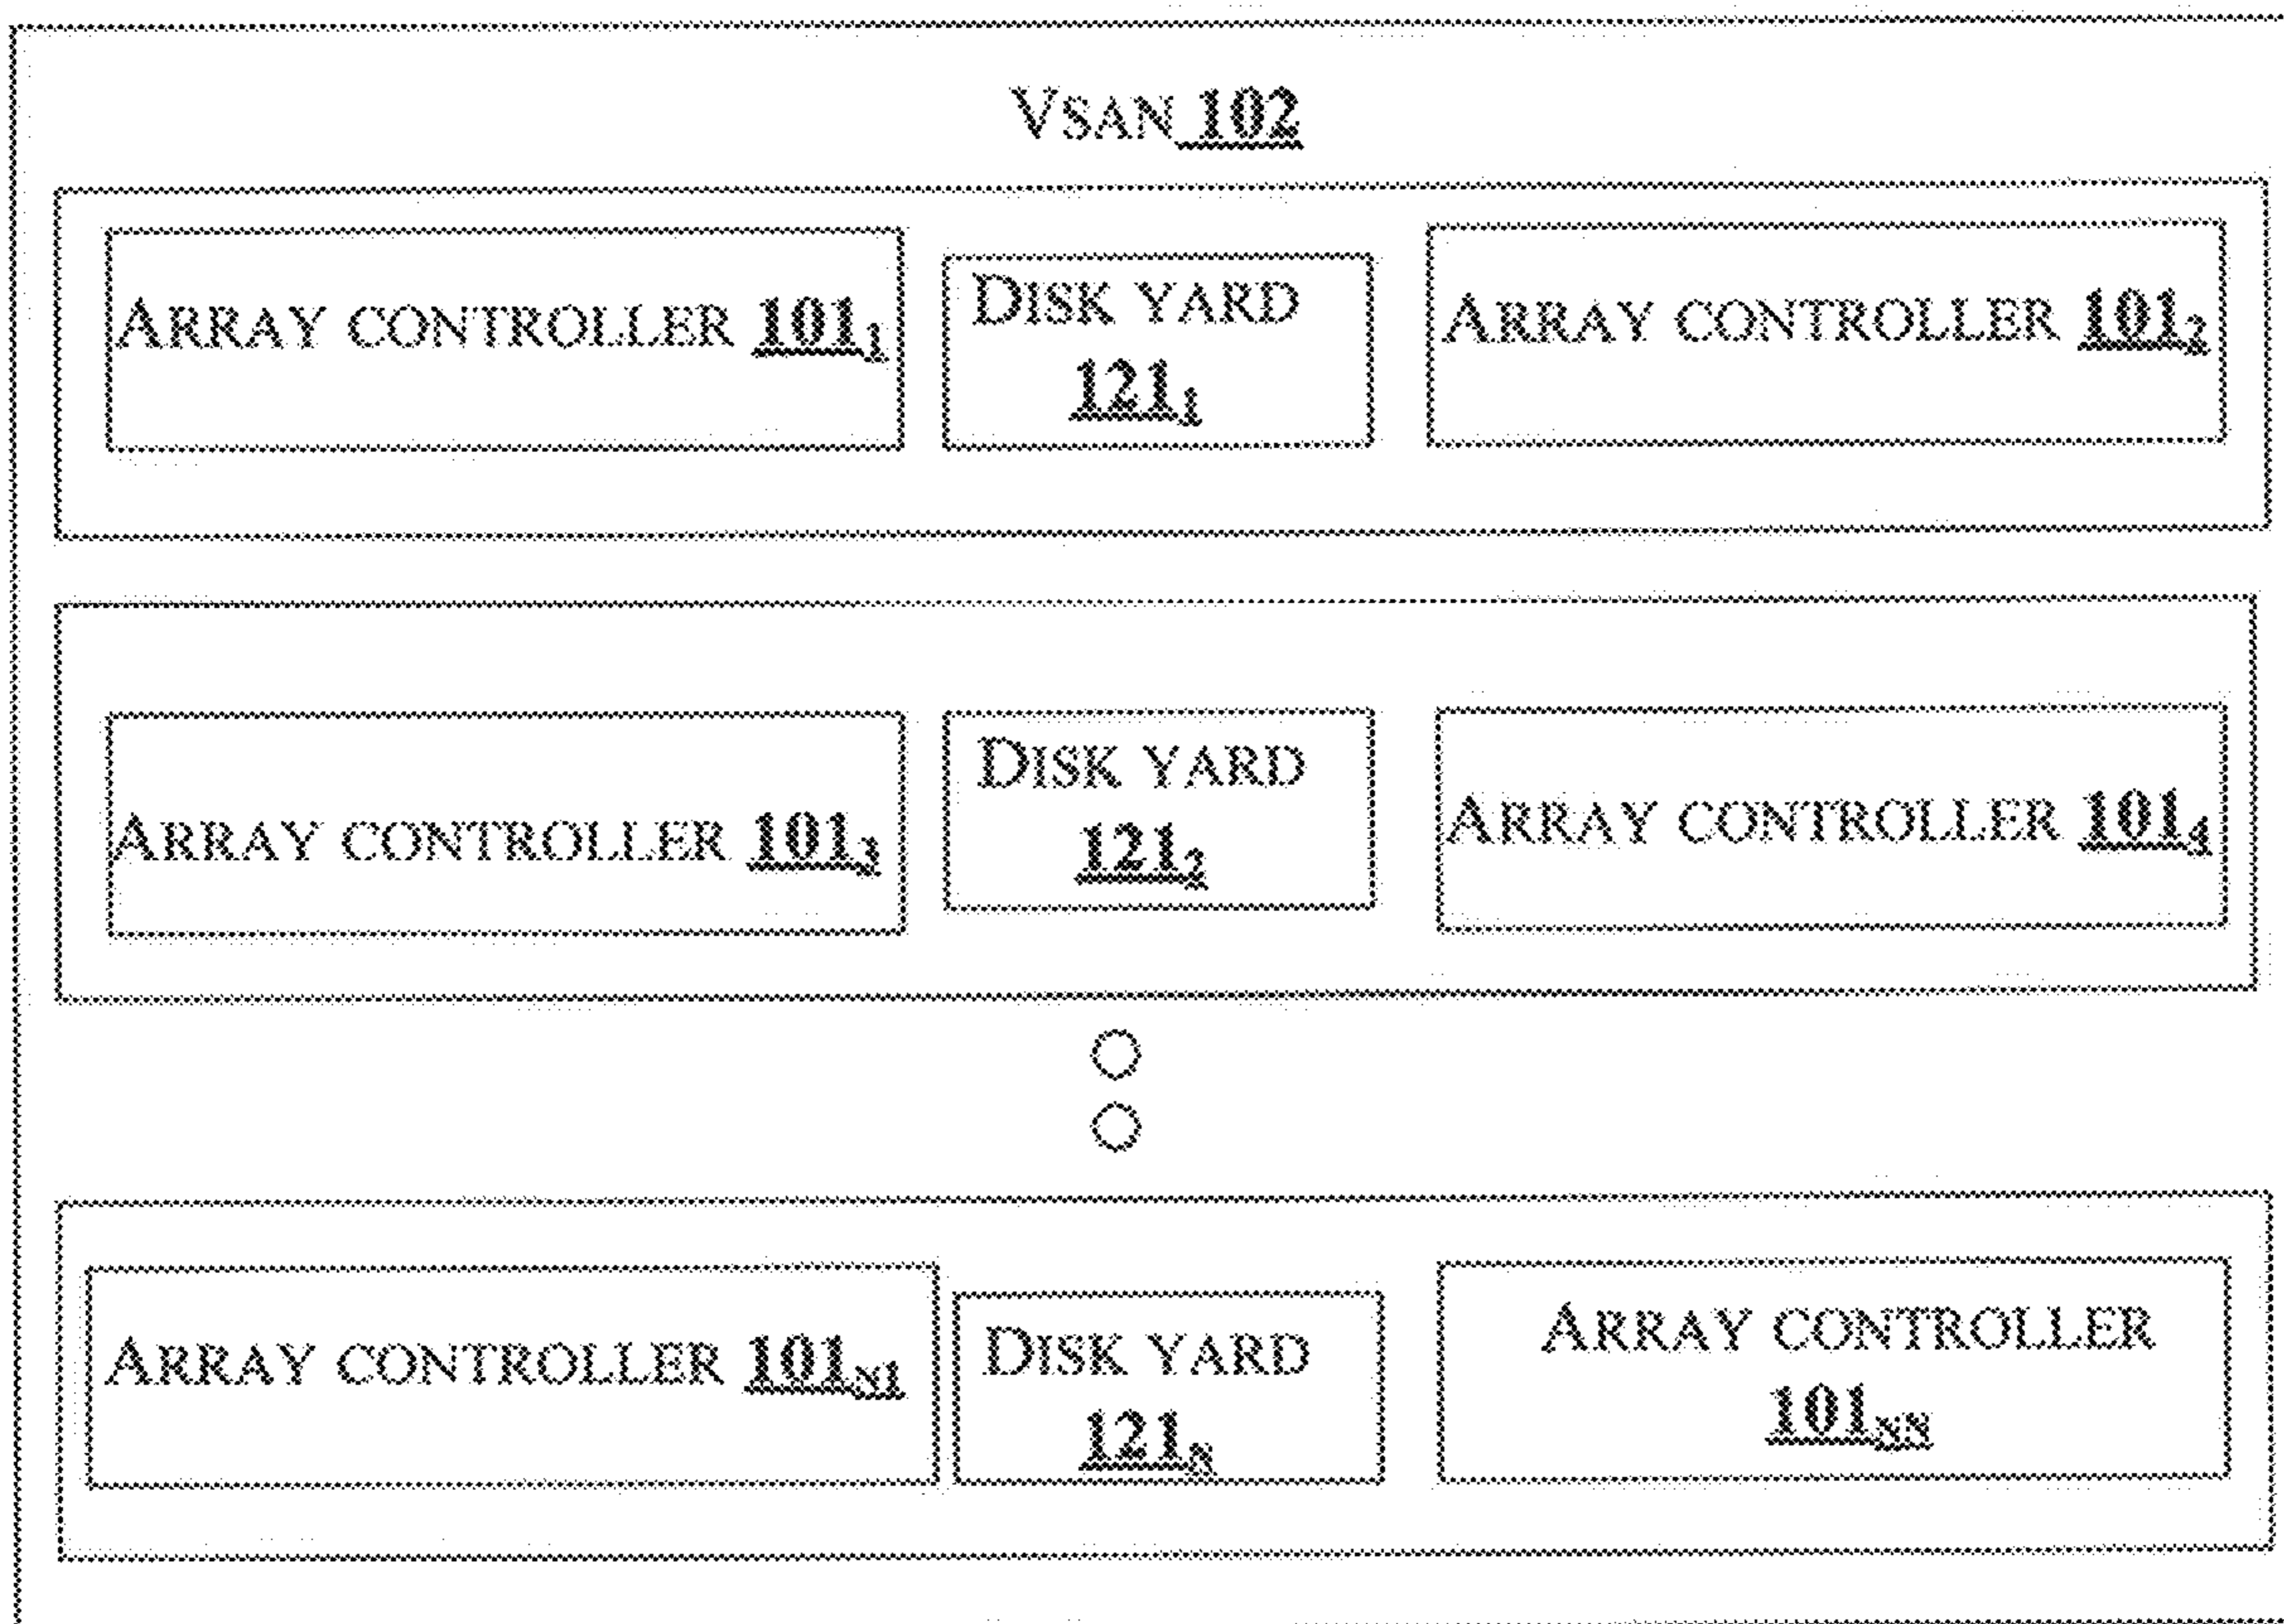 VSAN 102
ARRAY CONTROLLER 101₁
DISK YARD
121₁
ARRAY CONTROLLER 101₂
ARRAY CONTROLLER 101₃
DISK YARD
121₂
ARRAY CONTROLLER 101₄
ARRAY CONTROLLER 101N1
DISK YARD
121N
ARRAY CONTROLLER
101NN